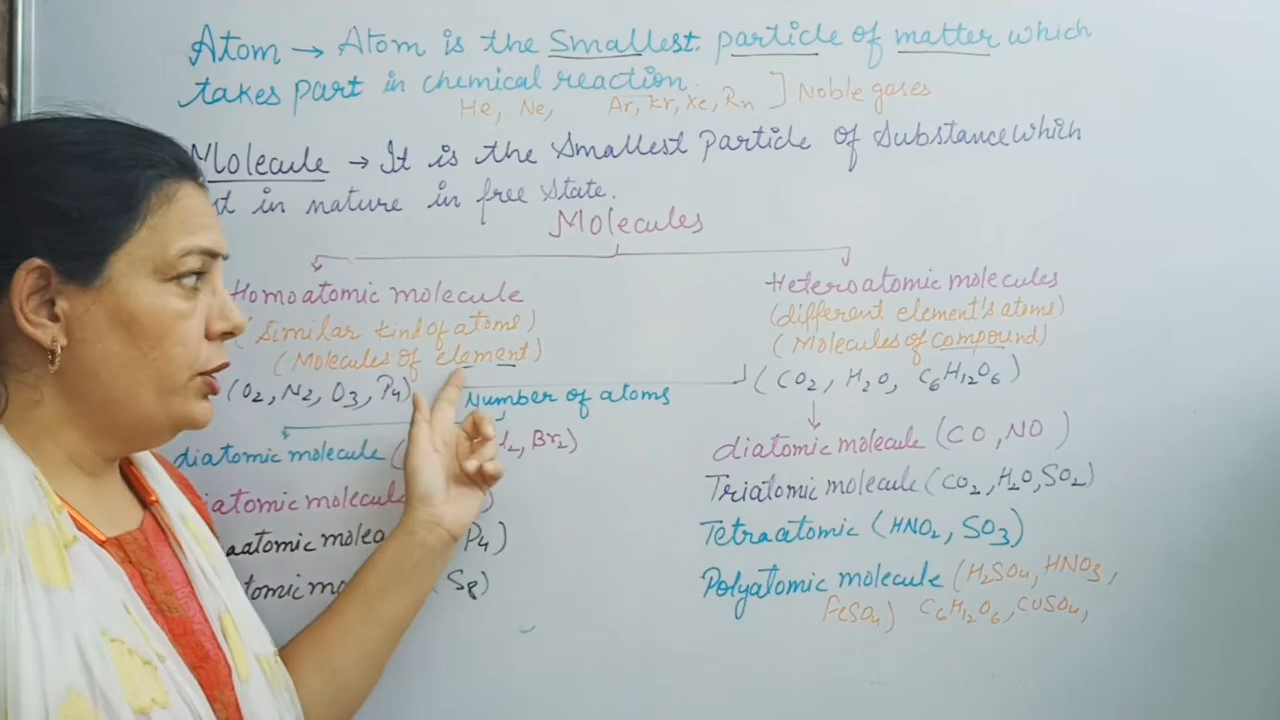 Atom → Atom is the Smallest particle of matter which
takes part in chemical reaction.
He, Ne, Ar, Kr, Xe, Rn ] Noble gases
Molecule → It is the Smallest Particle of Substance which
in nature in free State.
Molecules
Homoatomic molecule
(Similar kind of atoms)
(Molecules of element)
(O2, N2, O3, P4)
Number of atoms
diatomic molecule ( , Br2)
atomic molecule
P4)
( S8)
Heteroatomic molecules
(different element's atoms)
(Molecules of compound)
(CO2, H2O, C6H12O6)
diatomic molecule (CO, NO)
Triatomic molecule (CO2, H2O, SO2)
Tetraatomic (HNO2, SO3)
Polyatomic molecule (H2SO4, HNO3,
FeSO4) C6H12O6, CuSO4,